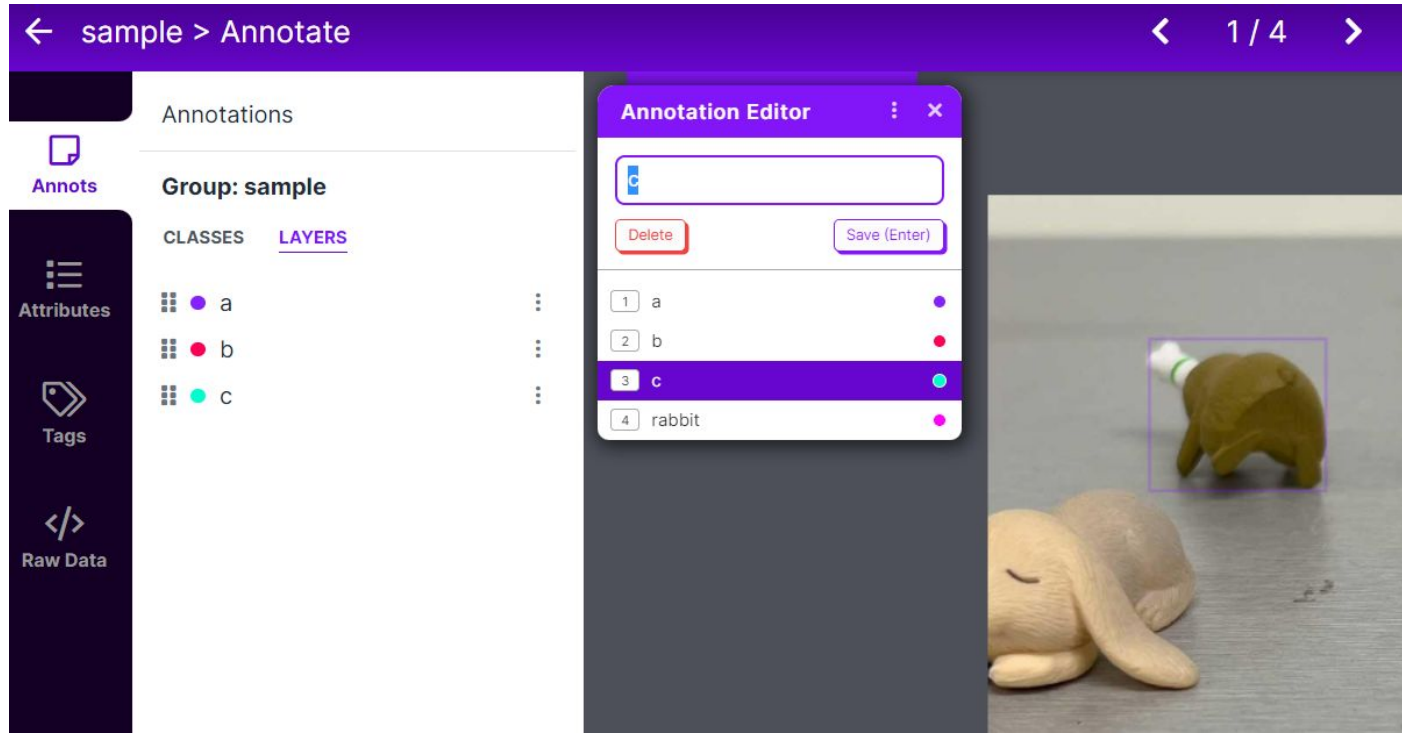 sample > Annotate
1 / 4
Annots
Attributes
Tags
</>
Raw Data
Annotations
Group: sample
CLASSES LAYERS
a
b
c
Annotation Editor
c
Delete Save (Enter)
1 a
2 b
3 c
4 rabbit